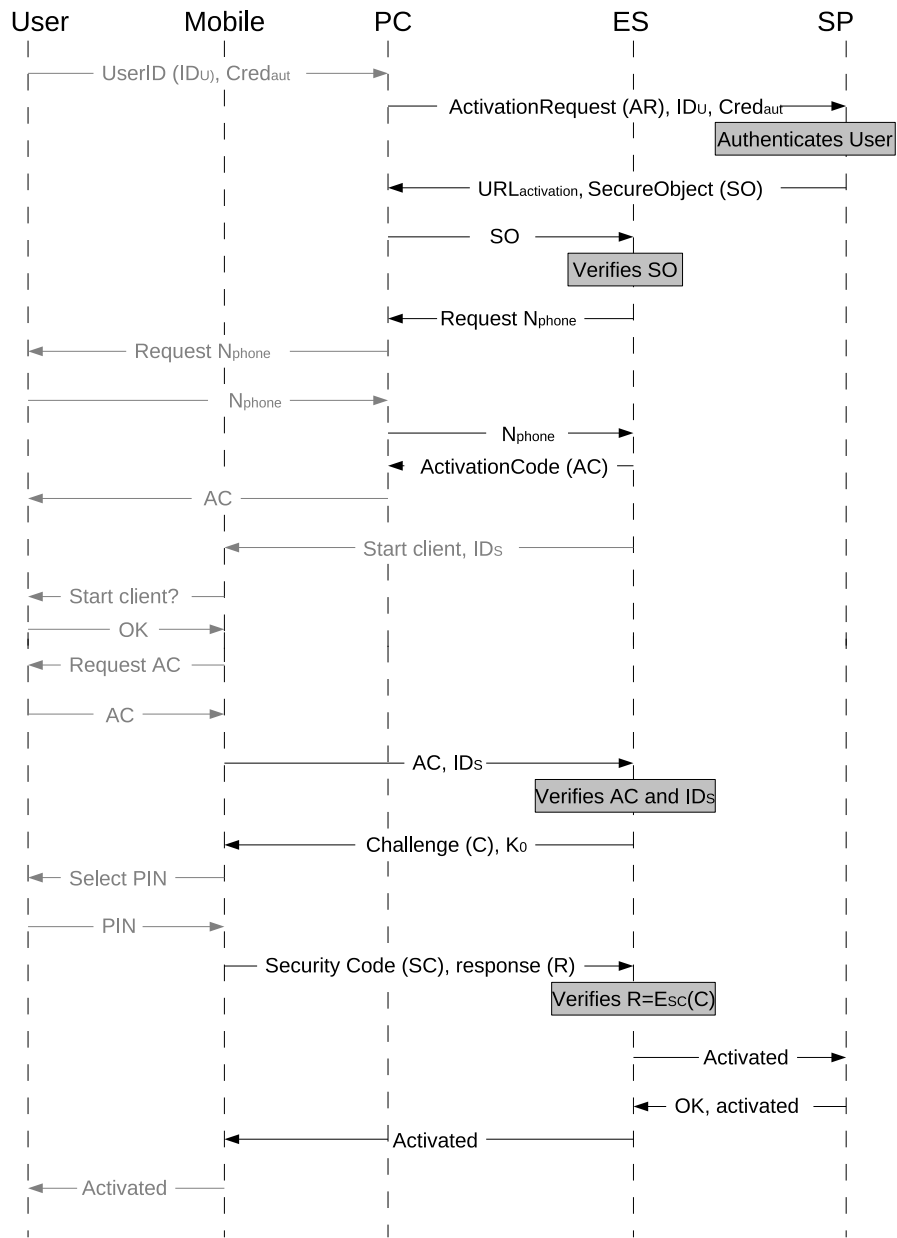 User Mobile PC ES SP
UserID (IDU), Credaut
ActivationRequest (AR), IDU, Credaut
Authenticates User
URLactivation, SecureObject (SO)
SO
Verifies SO
Request Nphone
Request Nphone
Nphone
Nphone
ActivationCode (AC)
AC
Start client, IDS
Start client?
OK
Request AC
AC
AC, IDS
Verifies AC and IDS
Challenge (C), K0
Select PIN
PIN
Security Code (SC), response (R)
Verifies R=ESC(C)
Activated
OK, activated
Activated
Activated